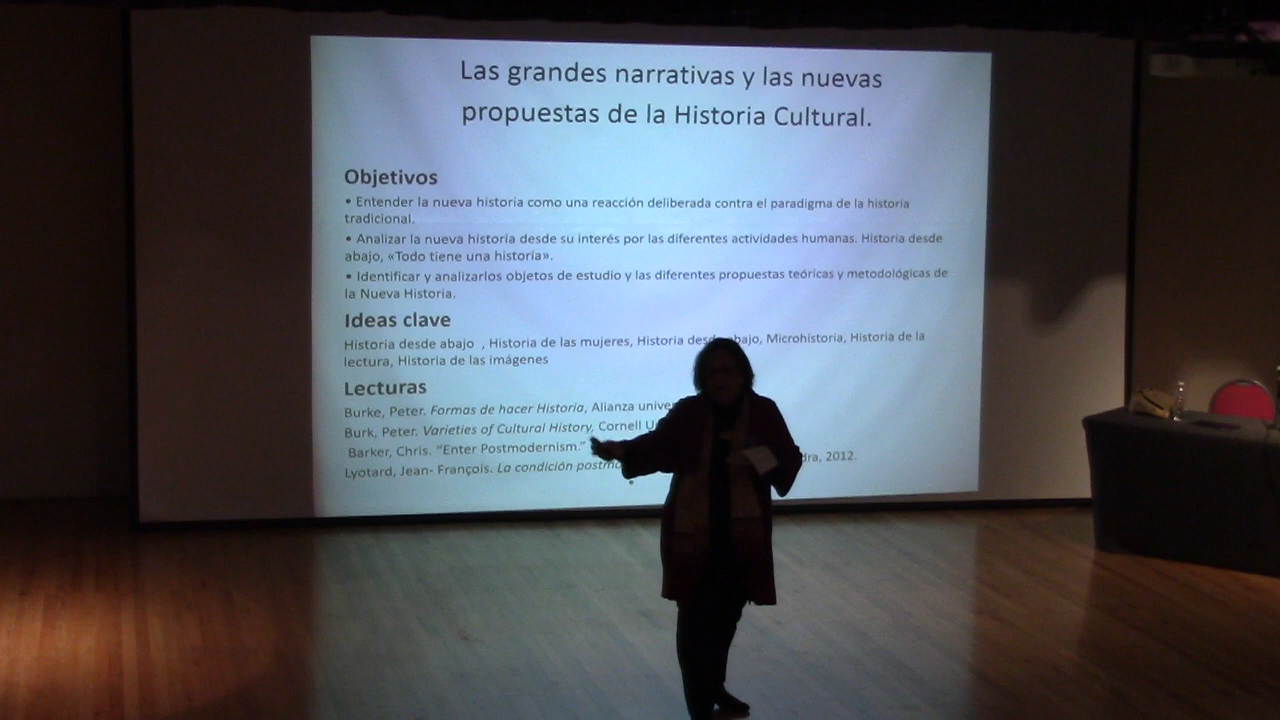 Las grandes narrativas y las nuevas
propuestas de la Historia Cultural.
Objetivos
• Entender la nueva historia como una reacción deliberada contra el paradigma de la historia
tradicional.
• Analizar la nueva historia desde su interés por las diferentes actividades humanas. Historia desde
abajo, «Todo tiene una historia».
• Identificar y analizarlos objetos de estudio y las diferentes propuestas teóricas y metodológicas de
la Nueva Historia.
Ideas clave
Historia desde abajo , Historia de las mujeres, Historia desde abajo, Microhistoria, Historia de la
lectura, Historia de las imágenes
Lecturas
Burke, Peter. Formas de hacer Historia, Alianza
Burk, Peter. Varieties of Cultural History, Cornell
Barker, Chris. “Enter Postmodernism.” 2012.
Lyotard, Jean- François. La condición